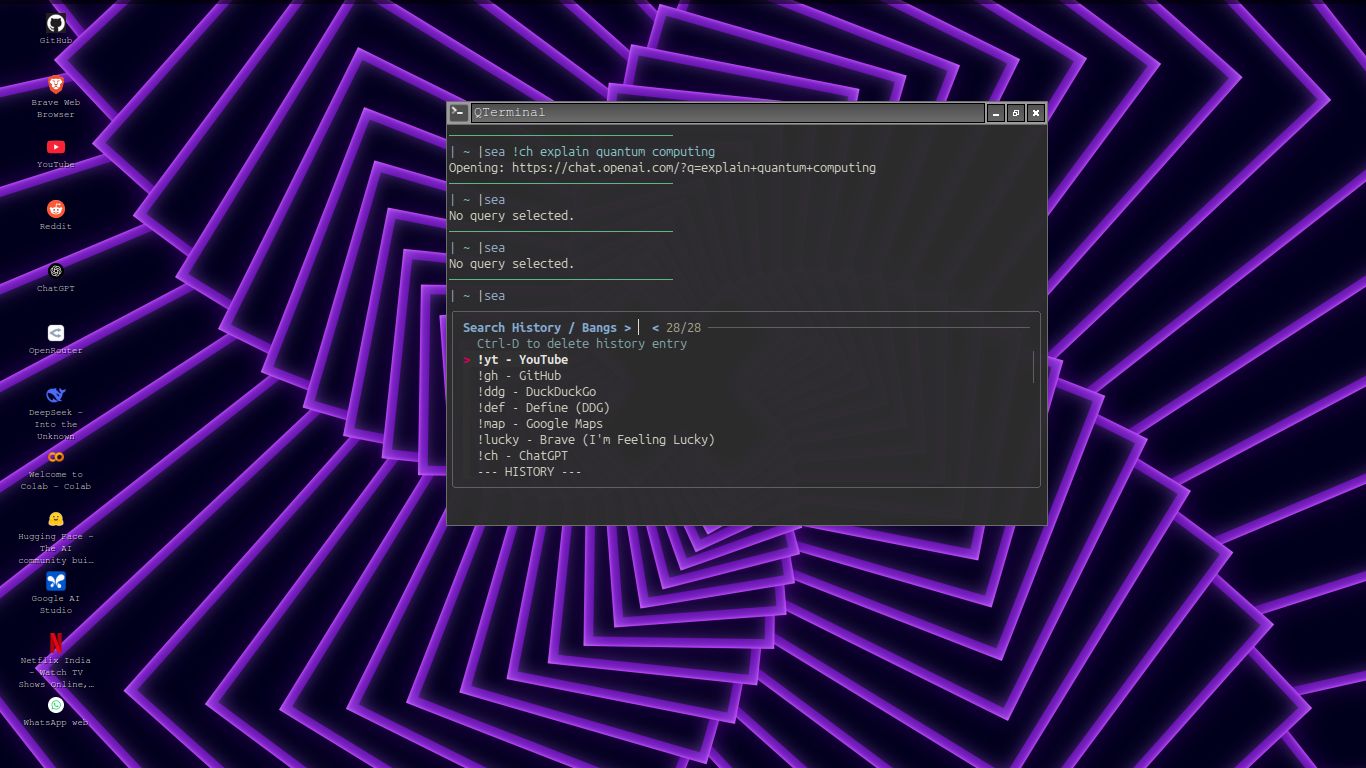 GitHub
Brave Web
Browser
YouTube
Reddit
ChatGPT
OpenRouter
DeepSeek -
Into the
Unknown
Welcome to
Colab - Colab
Hugging Face -
The AI
community bui…
Google AI
Studio
Netflix India
- Watch TV
Shows Online,…
WhatsApp web
QTerminal
| ~ |sea !ch explain quantum computing
Opening: https://chat.openai.com/?q=explain+quantum+computing
| ~ |sea
No query selected.
| ~ |sea
No query selected.
| ~ |sea
Search History / Bangs > < 28/28
Ctrl-D to delete history entry
> !yt - YouTube
!gh - GitHub
!ddg - DuckDuckGo
!def - Define (DDG)
!map - Google Maps
!lucky - Brave (I'm Feeling Lucky)
!ch - ChatGPT
--- HISTORY ---